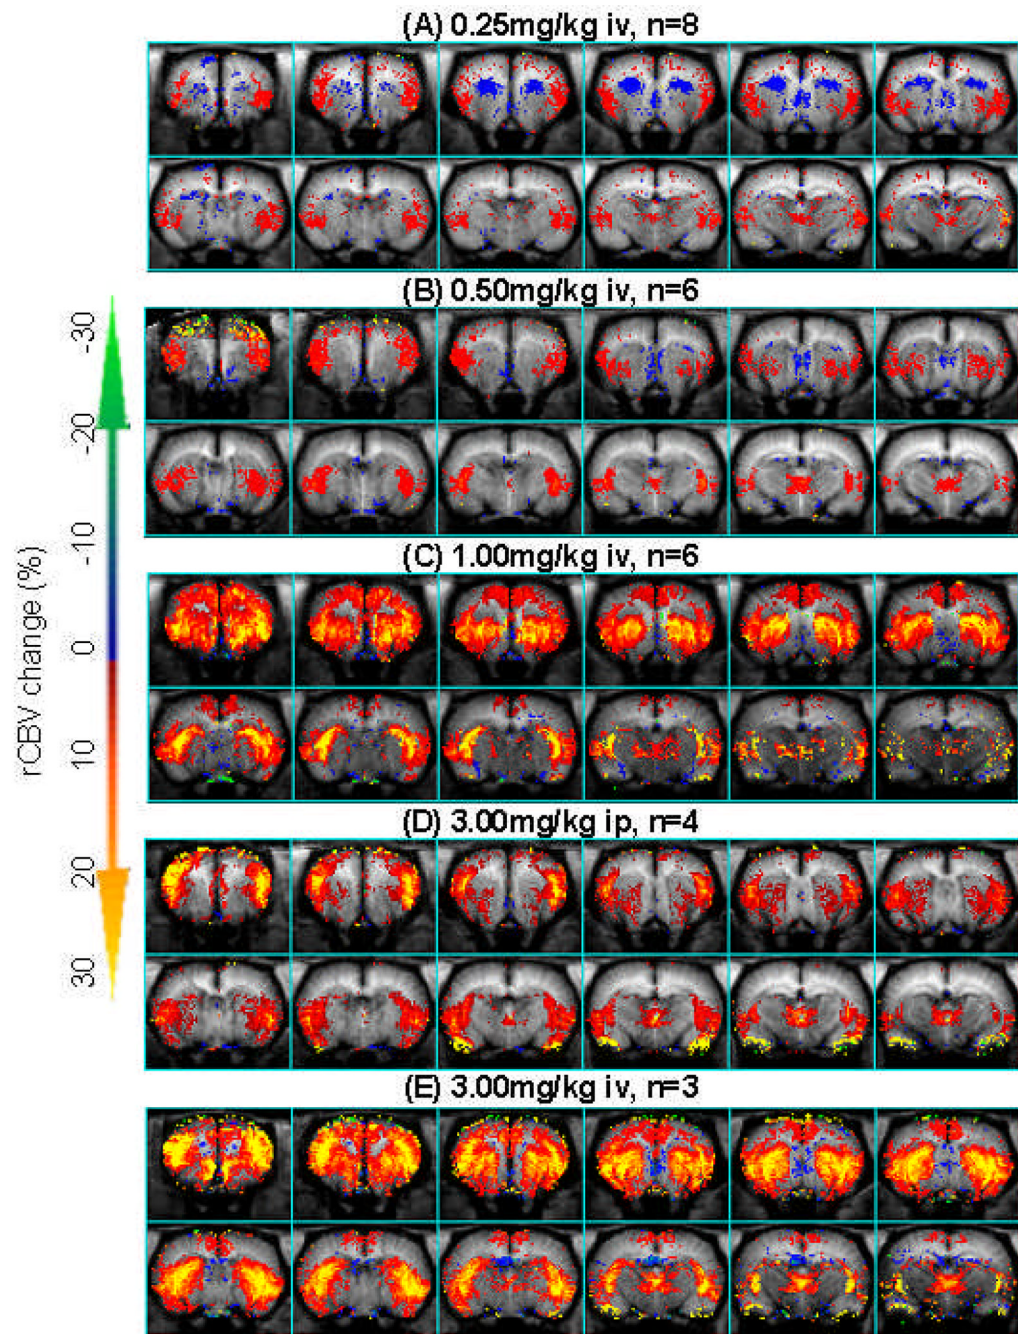 (A) 0.25mg/kg iv, n=8
(B) 0.50mg/kg iv, n=6
(C) 1.00mg/kg iv, n=6
(D) 3.00mg/kg ip, n=4
(E) 3.00mg/kg iv, n=3
rCBV change (%)
-30
-20
-10
0
10
20
30